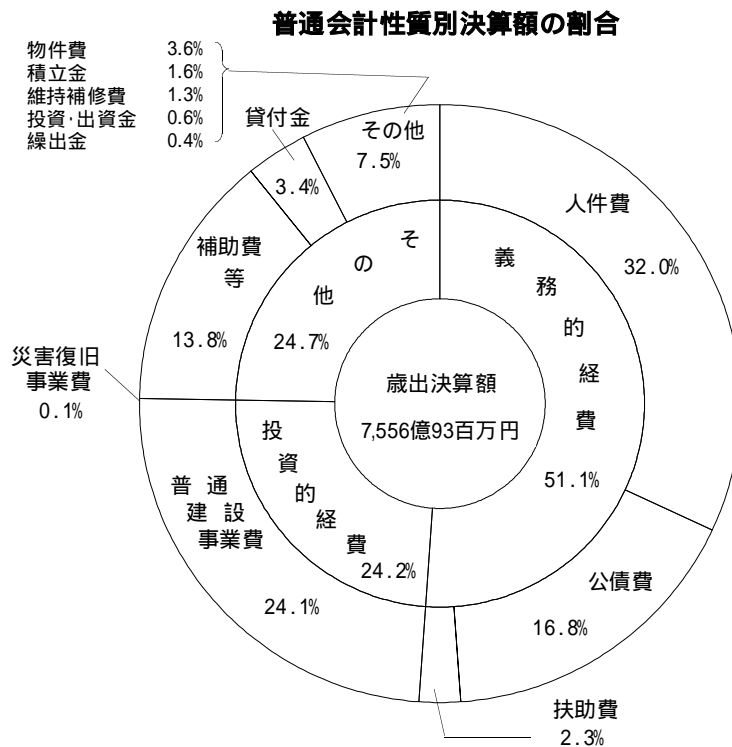 普通会計性質別決算額の割合
物件費 3.6%
積立金 1.6%
維持補修費 1.3%
投資・出資金 0.6%
繰出金 0.4%
貸付金
3.4%
その他
7.5%
人件費
32.0%
補助費
等
13.8%
その他
24.7%
義務的経費
51.1%
災害復旧
事業費
0.1%
歳出決算額
7,556億93百万円
投資的経費
24.2%
普通
建設
事業費
24.1%
公債費
16.8%
扶助費
2.3%